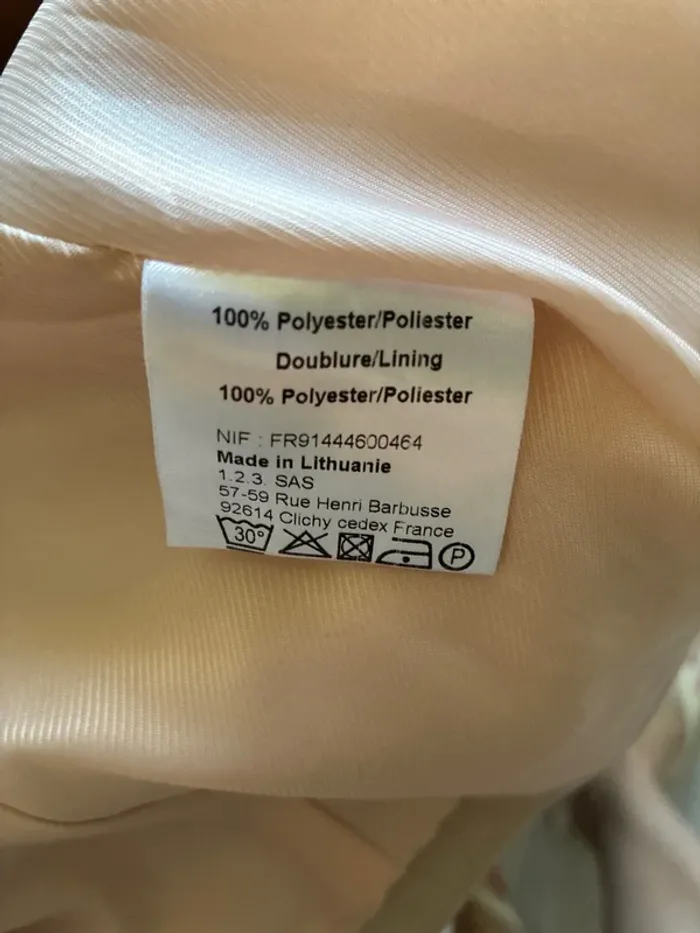 100% Polyester/Poliester
Doublure/Lining
100% Polyester/Poliester
NIF : FR91444600464
Made in Lithuanie
1.2.3. SAS
57-59 Rue Henri Barbusse
92614 Clichy cedex France
30° P